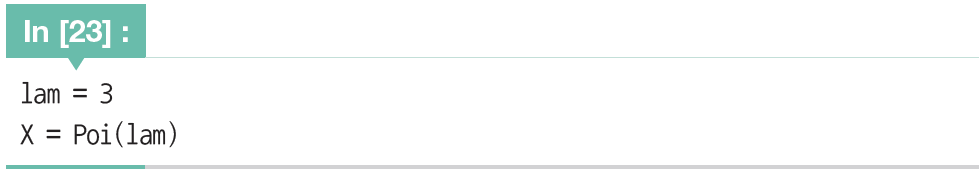 In [23] :
lam = 3
X = Poi(lam)